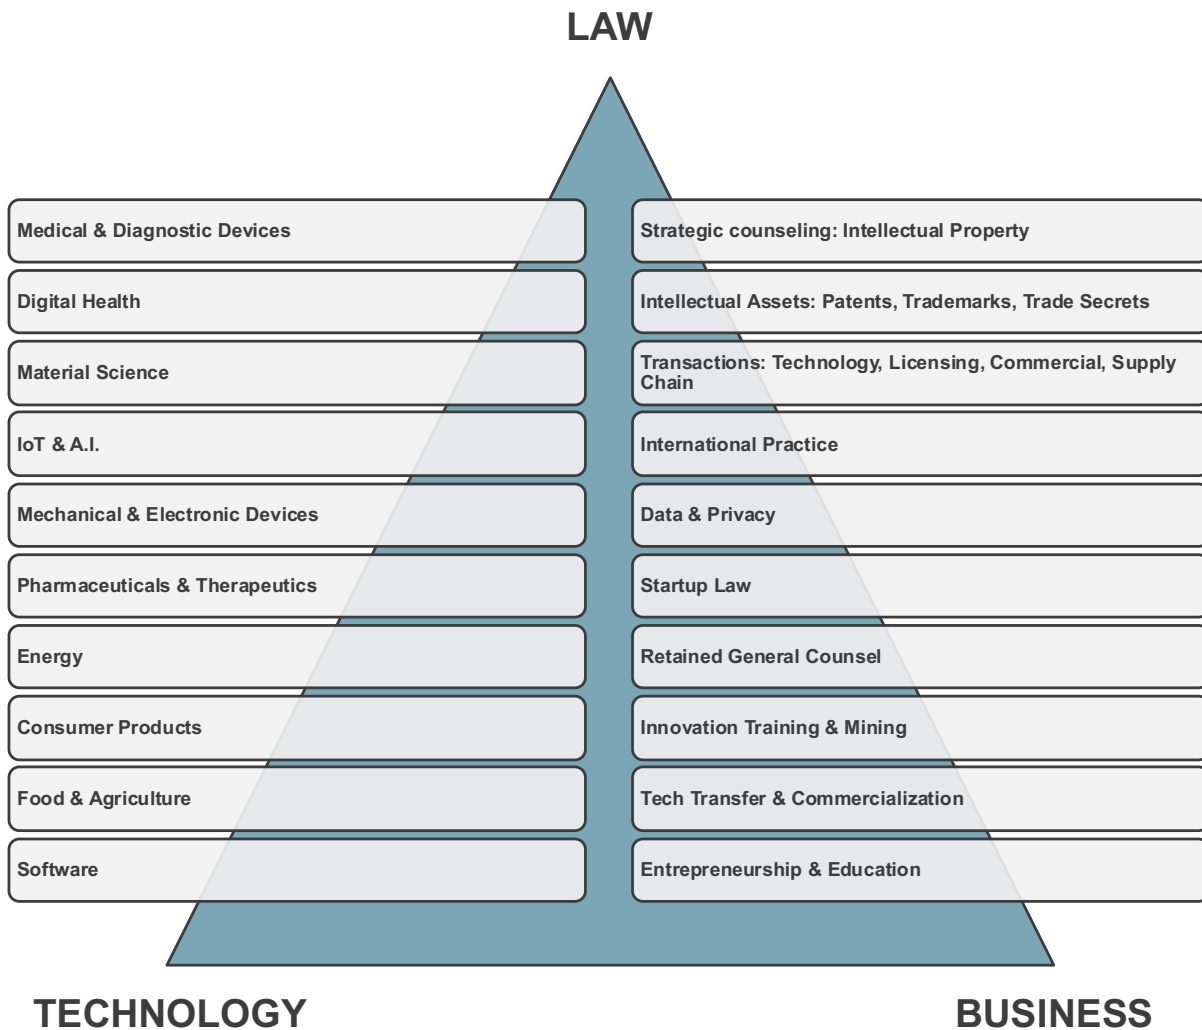 LAW
Medical & Diagnostic Devices
Digital Health
Material Science
IoT & A.I.
Mechanical & Electronic Devices
Pharmaceuticals & Therapeutics
Energy
Consumer Products
Food & Agriculture
Software
Strategic counseling: Intellectual Property
Intellectual Assets: Patents, Trademarks, Trade Secrets
Transactions: Technology, Licensing, Commercial, Supply
Chain
International Practice
Data & Privacy
Startup Law
Retained General Counsel
Innovation Training & Mining
Tech Transfer & Commercialization
Entrepreneurship & Education
TECHNOLOGY
BUSINESS